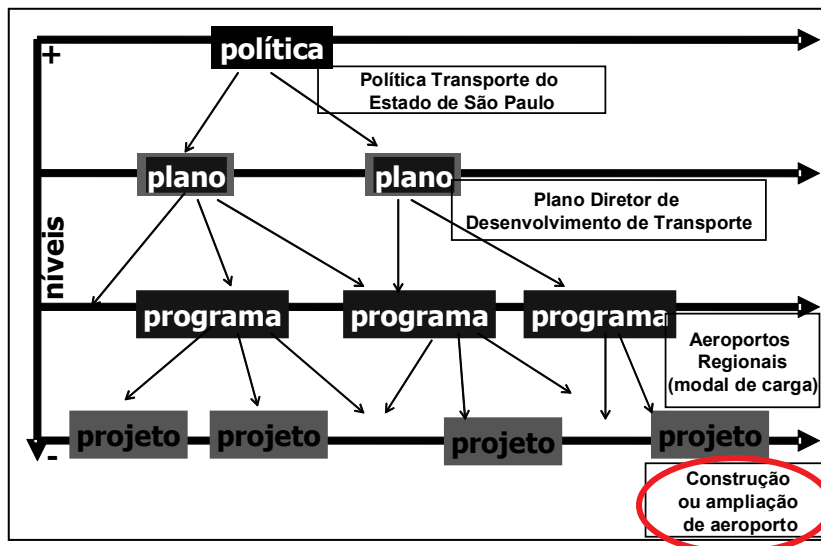 +
política
Política Transporte do
Estado de São Paulo
plano
plano
Plano Diretor de
Desenvolvimento de Transporte
níveis
programa
programa
programa
Aeroportos
Regionais
(modal de carga)
projeto
projeto
projeto
projeto
-
Construção
ou ampliação
de aeroporto